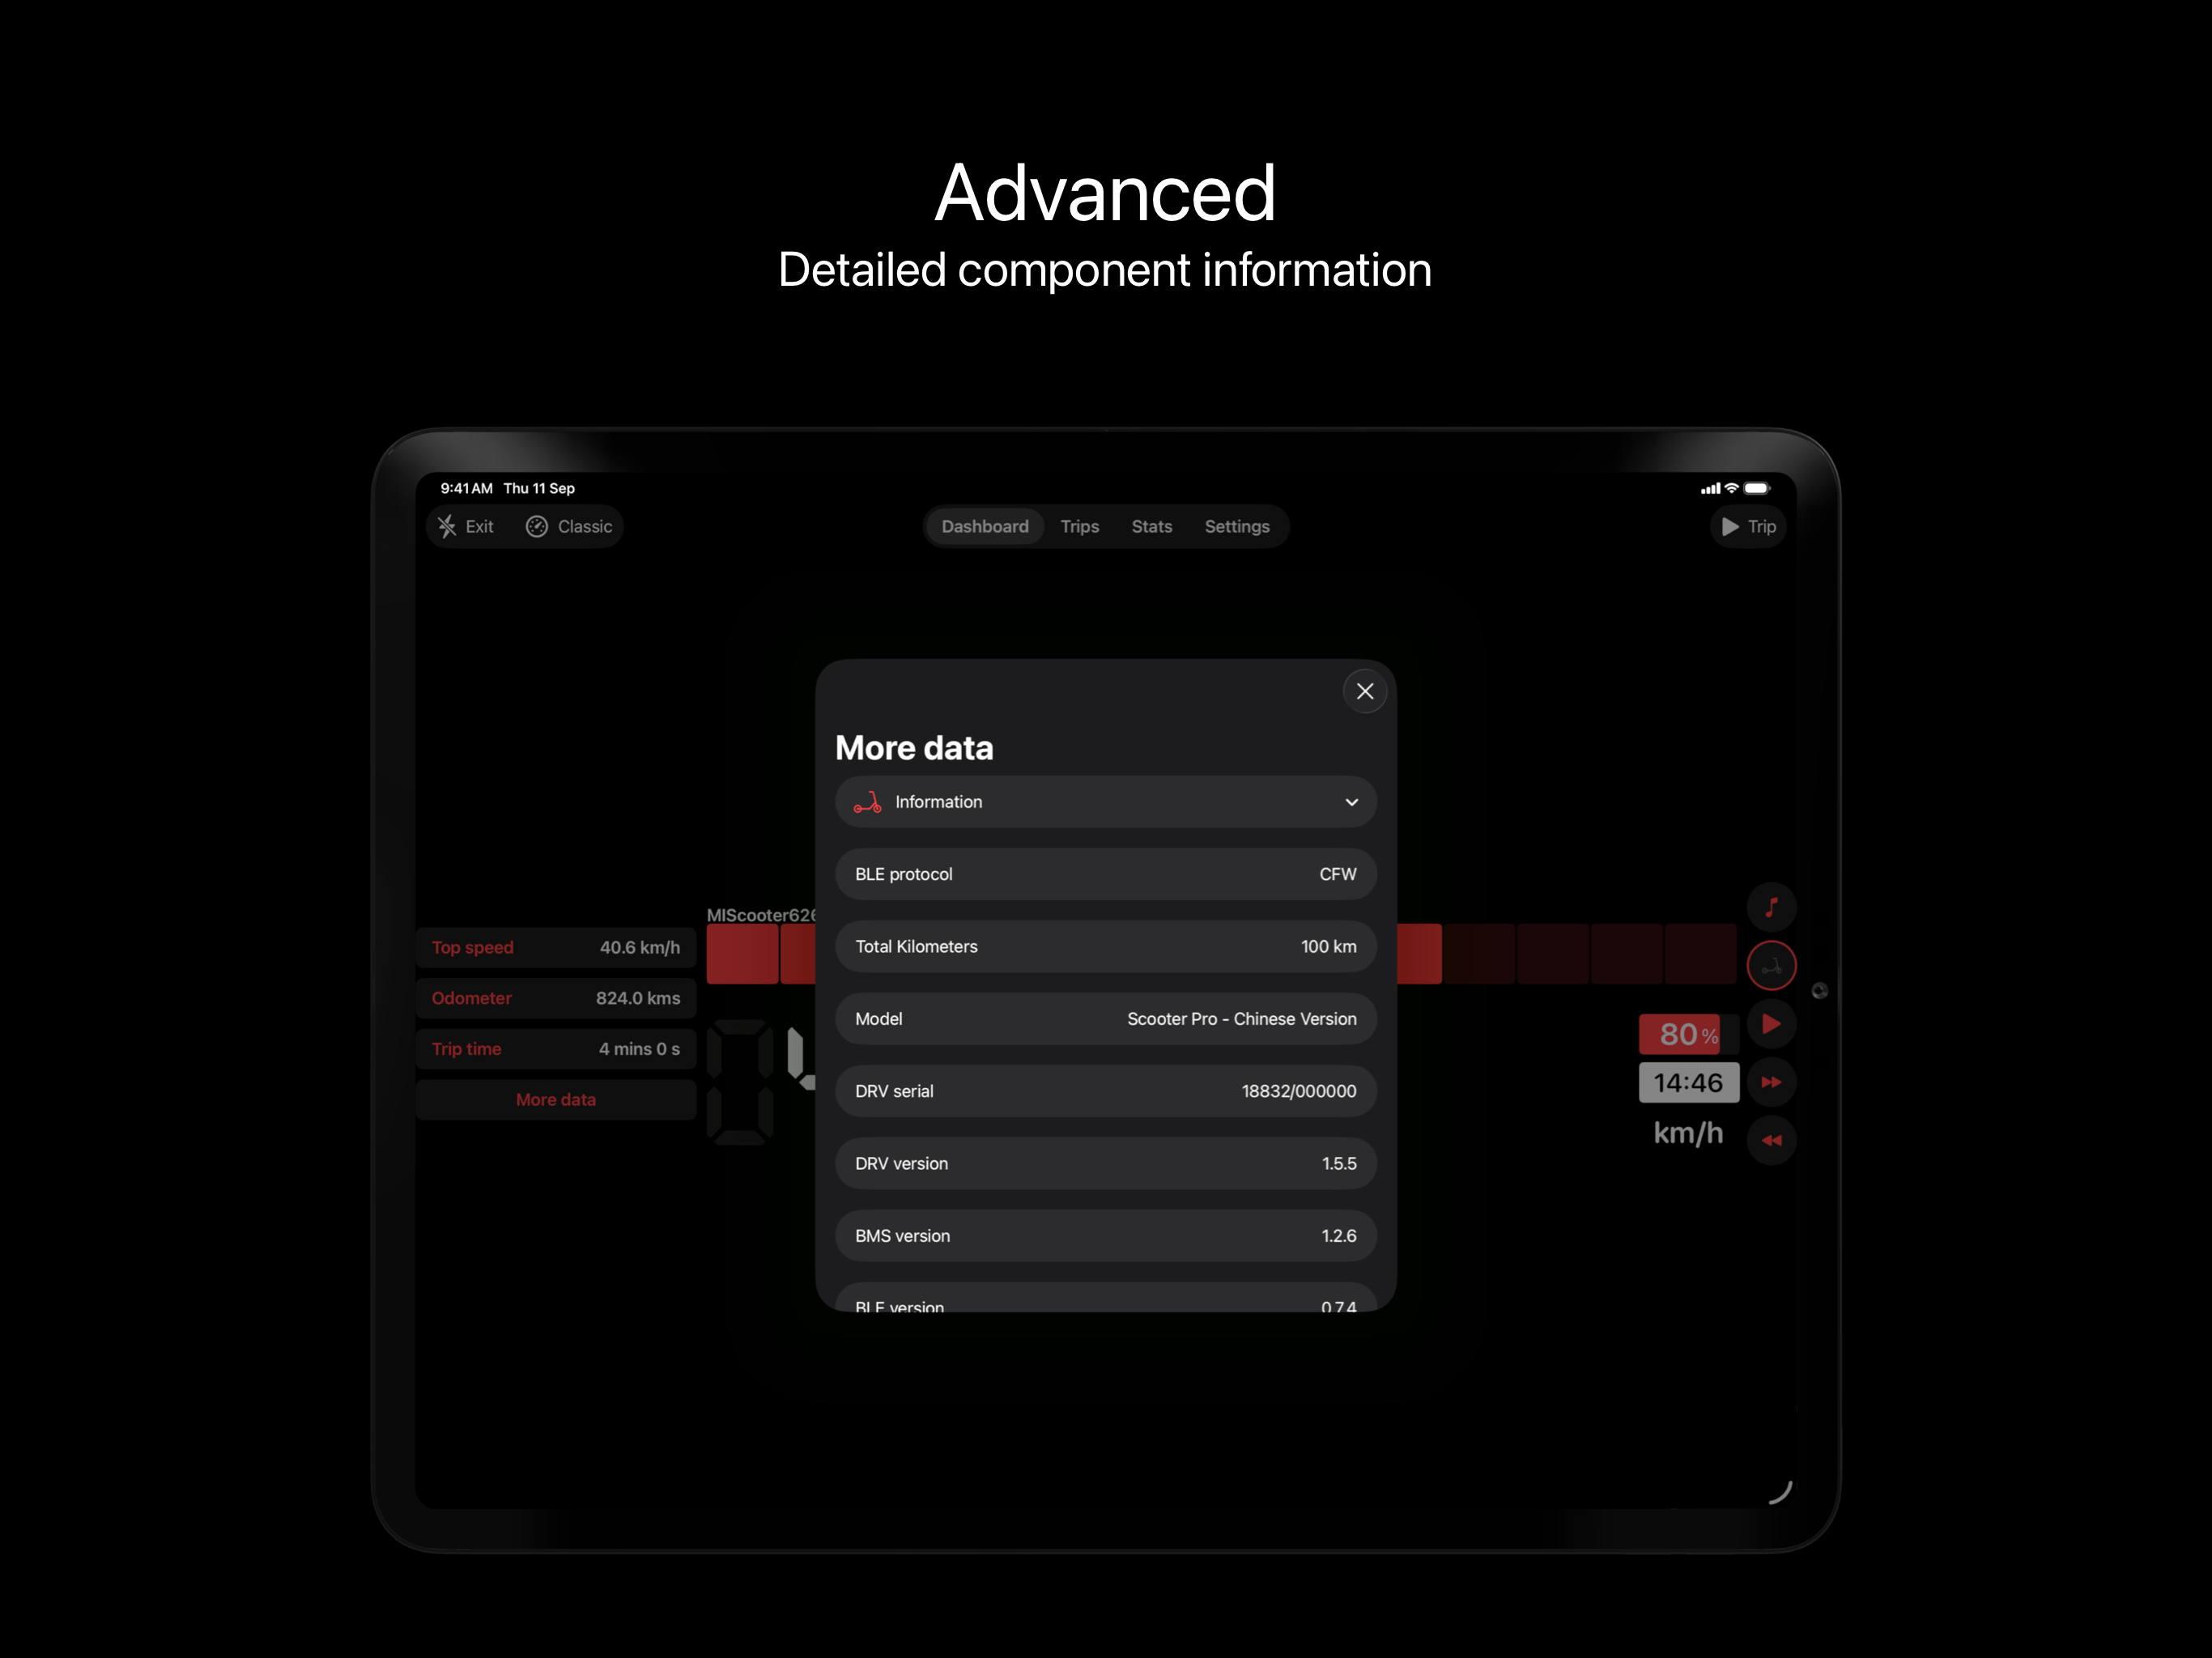 Advanced
Detailed component information
9:41 AM Thu 11 Sep
Exit Classic Dashboard Trips Stats Settings Trip
More data
Information
BLE protocol CFW
Total Kilometers 100 km
Model Scooter Pro - Chinese Version
DRV serial 18832/000000
DRV version 1.5.5
BMS version 1.2.6
BLE version 0.7.4
MIScooter626
Top speed 40.6 km/h
Odometer 824.0 kms
Trip time 4 mins 0 s
More data
80 %
14:46
km/h